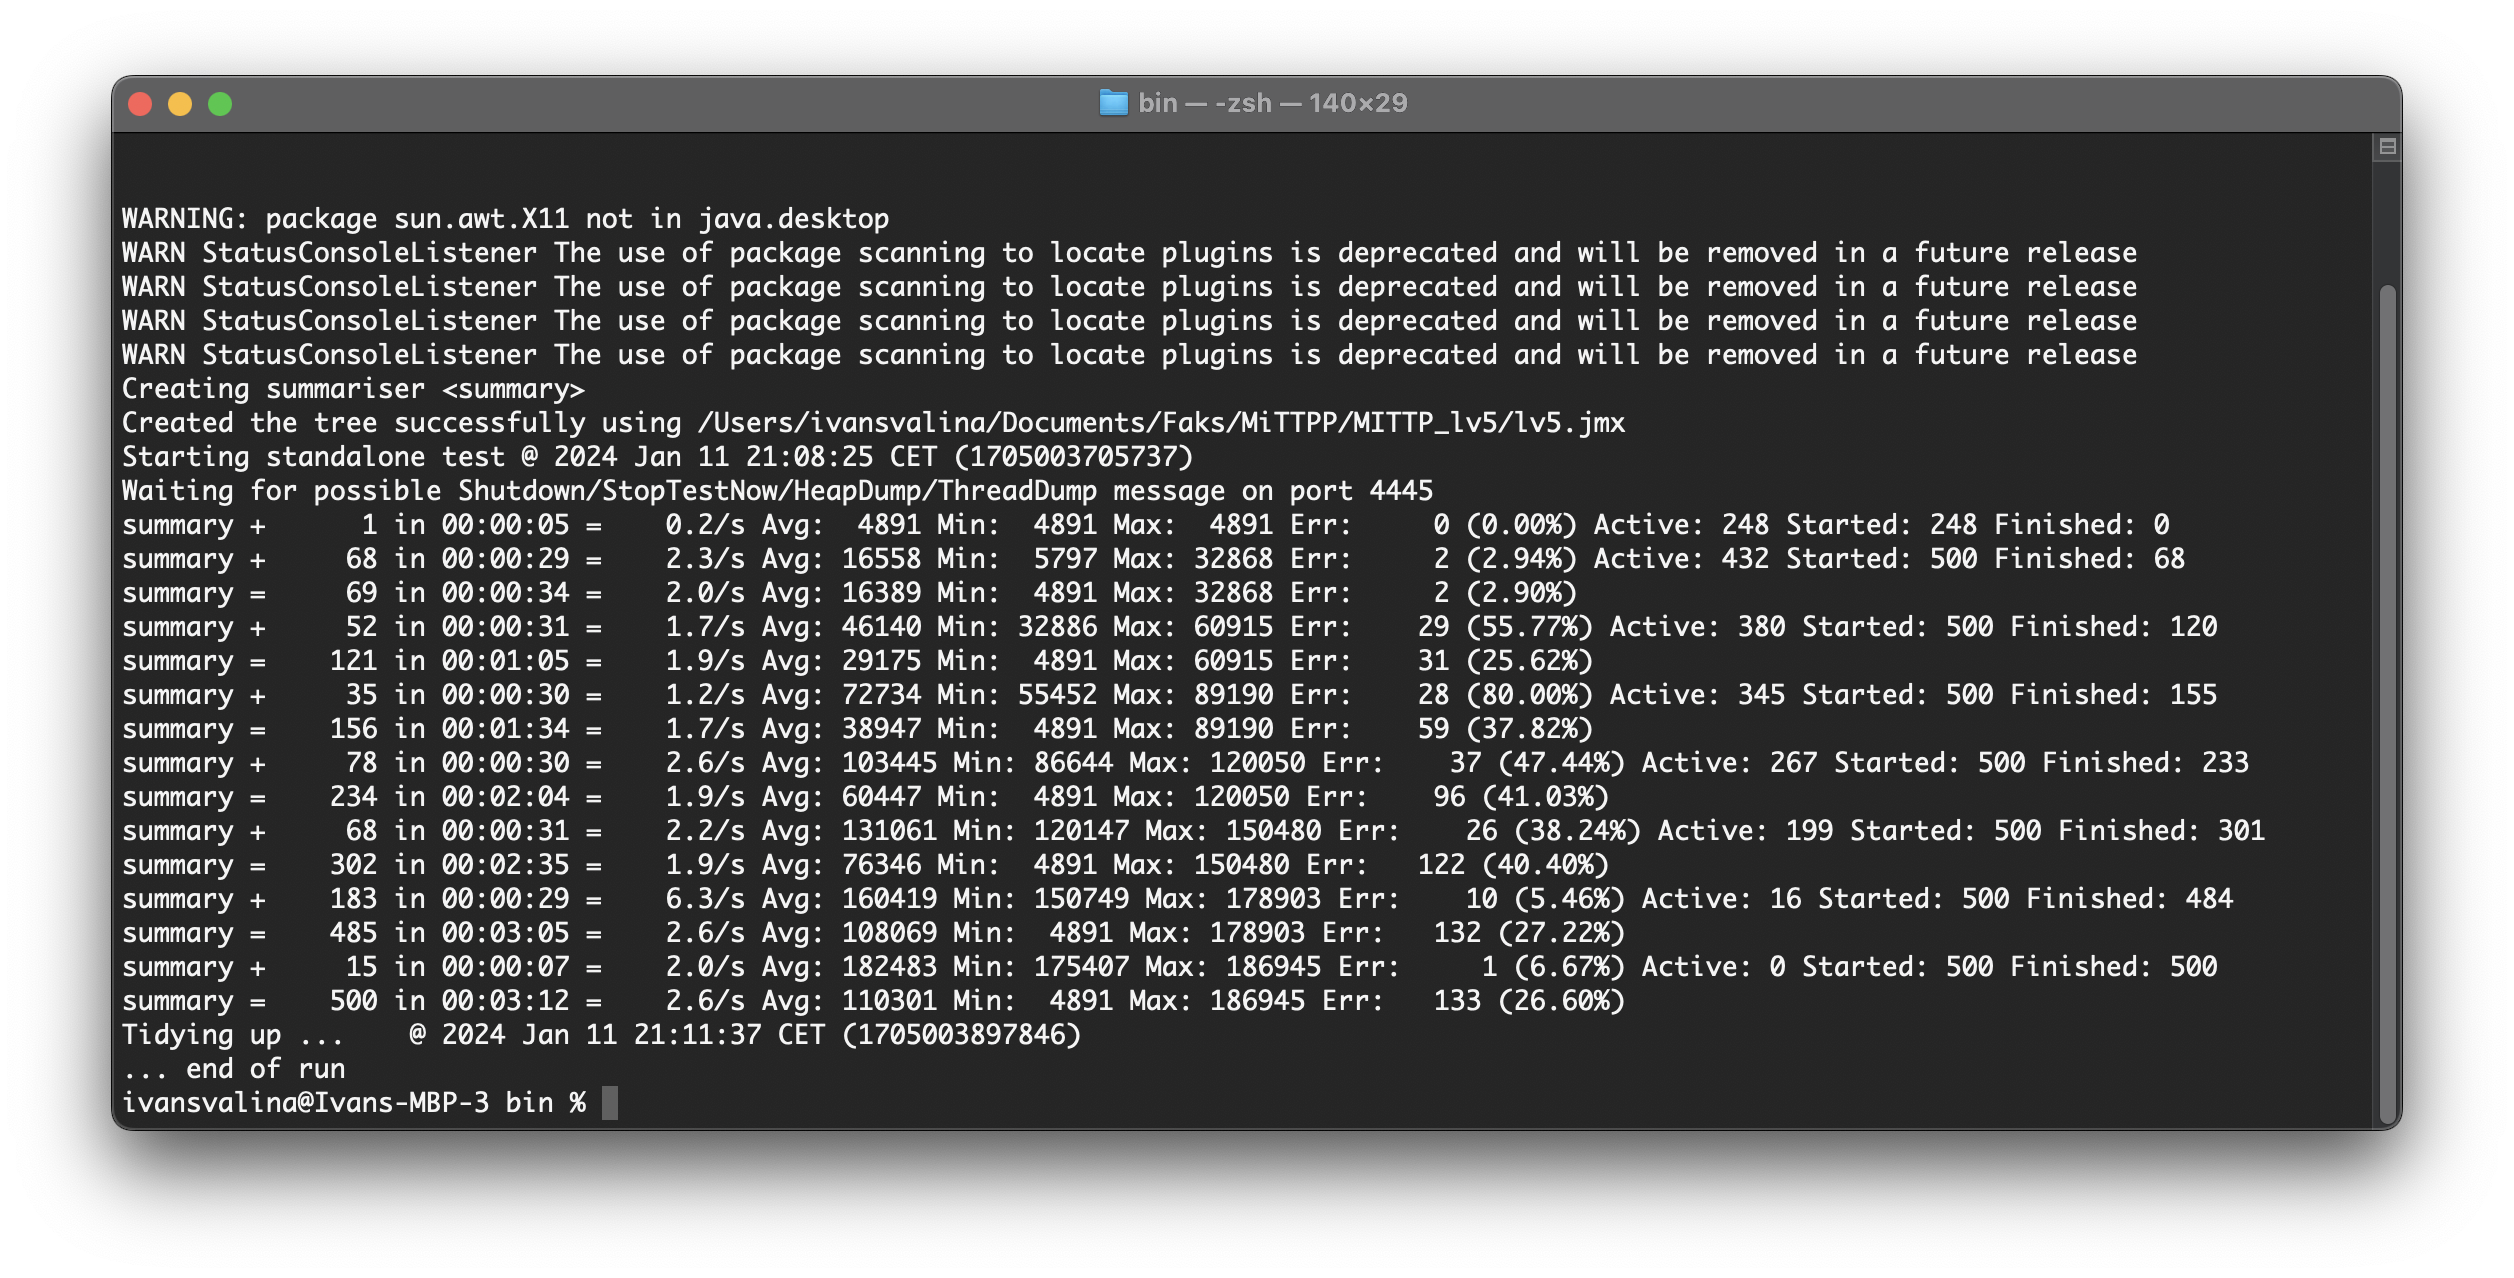 bin — -zsh — 140×29
WARNING: package sun.awt.X11 not in java.desktop
WARN StatusConsoleListener The use of package scanning to locate plugins is deprecated and will be removed in a future release
WARN StatusConsoleListener The use of package scanning to locate plugins is deprecated and will be removed in a future release
WARN StatusConsoleListener The use of package scanning to locate plugins is deprecated and will be removed in a future release
WARN StatusConsoleListener The use of package scanning to locate plugins is deprecated and will be removed in a future release
Creating summariser <summary>
Created the tree successfully using /Users/ivansvalina/Documents/Faks/MiTTPP/MITTP_lv5/lv5.jmx
Starting standalone test @ 2024 Jan 11 21:08:25 CET (1705003705737)
Waiting for possible Shutdown/StopTestNow/HeapDump/ThreadDump message on port 4445
summary +      1 in 00:00:05 =    0.2/s Avg:  4891 Min:  4891 Max:  4891 Err:     0 (0.00%) Active: 248 Started: 248 Finished: 0
summary +     68 in 00:00:29 =    2.3/s Avg: 16558 Min:  5797 Max: 32868 Err:     2 (2.94%) Active: 432 Started: 500 Finished: 68
summary =     69 in 00:00:34 =    2.0/s Avg: 16389 Min:  4891 Max: 32868 Err:     2 (2.90%)
summary +     52 in 00:00:31 =    1.7/s Avg: 46140 Min: 32886 Max: 60915 Err:    29 (55.77%) Active: 380 Started: 500 Finished: 120
summary =    121 in 00:01:05 =    1.9/s Avg: 29175 Min:  4891 Max: 60915 Err:    31 (25.62%)
summary +     35 in 00:00:30 =    1.2/s Avg: 72734 Min: 55452 Max: 89190 Err:    28 (80.00%) Active: 345 Started: 500 Finished: 155
summary =    156 in 00:01:34 =    1.7/s Avg: 38947 Min:  4891 Max: 89190 Err:    59 (37.82%)
summary +     78 in 00:00:30 =    2.6/s Avg: 103445 Min: 86644 Max: 120050 Err:    37 (47.44%) Active: 267 Started: 500 Finished: 233
summary =    234 in 00:02:04 =    1.9/s Avg: 60447 Min:  4891 Max: 120050 Err:    96 (41.03%)
summary +     68 in 00:00:31 =    2.2/s Avg: 131061 Min: 120147 Max: 150480 Err:    26 (38.24%) Active: 199 Started: 500 Finished: 301
summary =    302 in 00:02:35 =    1.9/s Avg: 76346 Min:  4891 Max: 150480 Err:   122 (40.40%)
summary +    183 in 00:00:29 =    6.3/s Avg: 160419 Min: 150749 Max: 178903 Err:    10 (5.46%) Active: 16 Started: 500 Finished: 484
summary =    485 in 00:03:05 =    2.6/s Avg: 108069 Min:  4891 Max: 178903 Err:   132 (27.22%)
summary +     15 in 00:00:07 =    2.0/s Avg: 182483 Min: 175407 Max: 186945 Err:     1 (6.67%) Active: 0 Started: 500 Finished: 500
summary =    500 in 00:03:12 =    2.6/s Avg: 110301 Min:  4891 Max: 186945 Err:   133 (26.60%)
Tidying up ...    @ 2024 Jan 11 21:11:37 CET (1705003897846)
... end of run
ivansvalina@Ivans-MBP-3 bin %